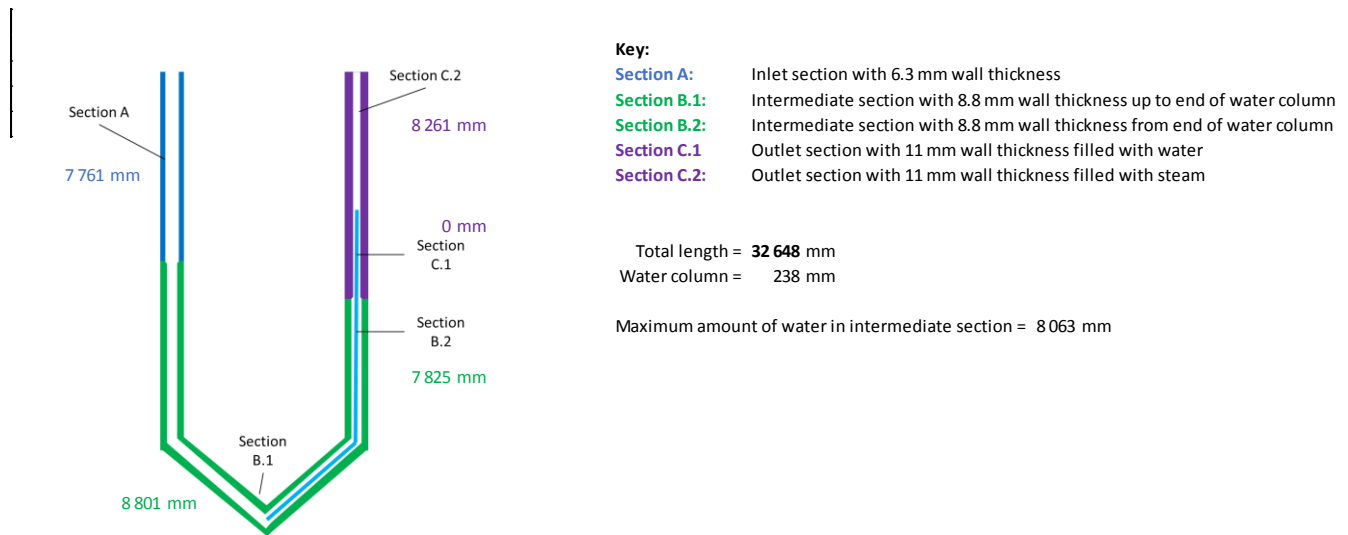 Section A
7 761 mm
Section C.2
8 261 mm
0 mm
Section
C.1
Section
B.2
7 825 mm
Section
B.1
8 801 mm
Key:
Section A: Inlet section with 6.3 mm wall thickness
Section B.1: Intermediate section with 8.8 mm wall thickness up to end of water column
Section B.2: Intermediate section with 8.8 mm wall thickness from end of water column
Section C.1 Outlet section with 11 mm wall thickness filled with water
Section C.2: Outlet section with 11 mm wall thickness filled with steam
Total length = 32 648 mm
Water column = 238 mm
Maximum amount of water in intermediate section = 8 063 mm